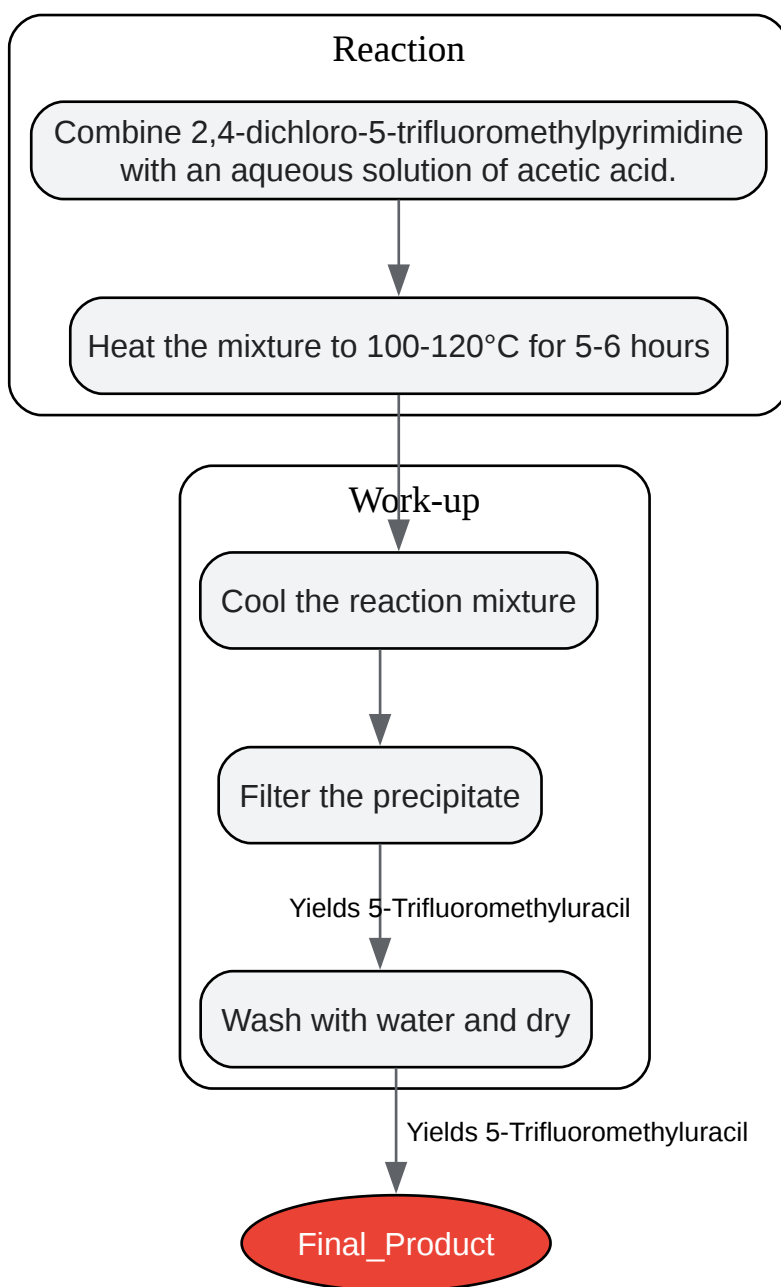 Reaction
Combine 2,4-dichloro-5-trifluoromethylpyrimidine
with an aqueous solution of acetic acid.
Heat the mixture to 100-120°C for 5-6 hours
Work-up
Cool the reaction mixture
Filter the precipitate
Yields 5-Trifluoromethyluracil
Wash with water and dry
Yields 5-Trifluoromethyluracil
Final_Product